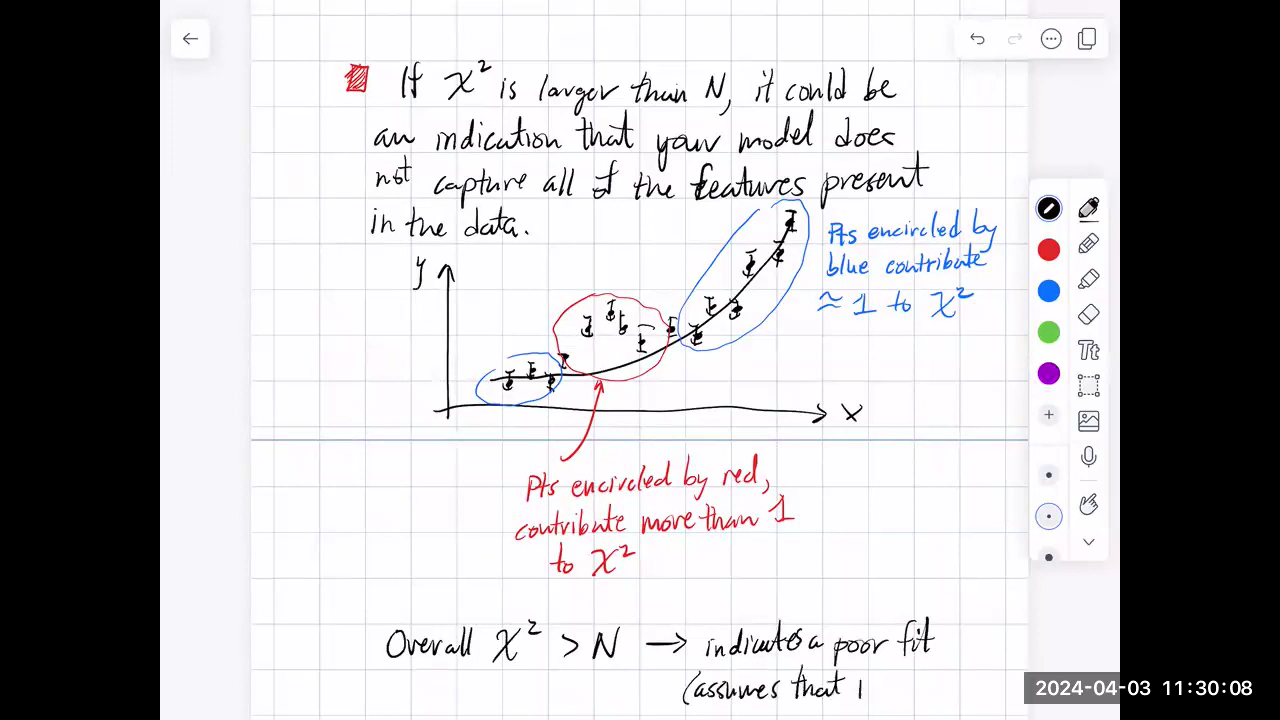 If χ² is larger than N, it could be
an indication that your model does
not capture all of the features present
in the data.
Pts encircled by
blue contribute
≈ 1 to χ²
y
x
Pts encircled by red,
contribute more than 1
to χ²
Overall χ² > N → indicates a poor fit
(assumes that
Tt
2024-04-03 11:30:08